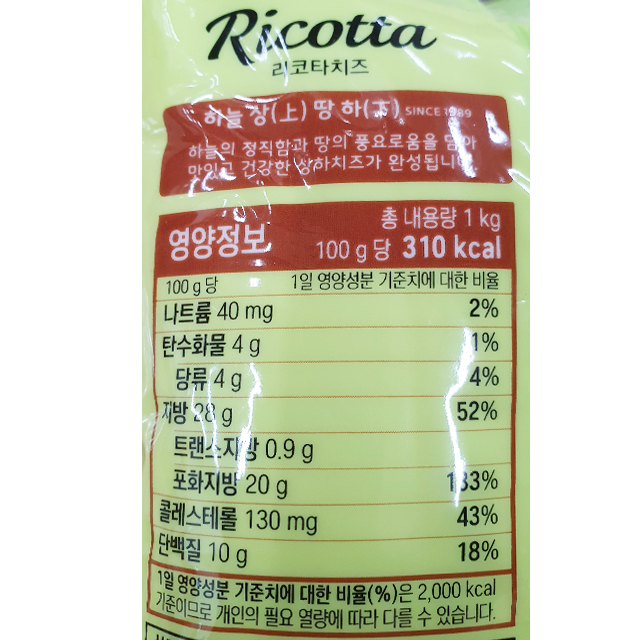 Ricotta
리코타치즈
하늘 상(上) 땅 하(下) SINCE 1989
하늘의 정직함과 땅의 풍요로움을 담아
맛있고 건강한 상하치즈가 완성됩니다
총 내용량 1 kg
영양정보 100 g 당 310 kcal
100 g 당 1일 영양성분 기준치에 대한 비율
나트륨 40 mg 2%
탄수화물 4 g 1%
당류 4 g 4%
지방 28 g 52%
트랜스지방 0.9 g
포화지방 20 g 133%
콜레스테롤 130 mg 43%
단백질 10 g 18%
1일 영양성분 기준치에 대한 비율(%)은 2,000 kcal
기준이므로 개인의 필요 열량에 따라 다를 수 있습니다.